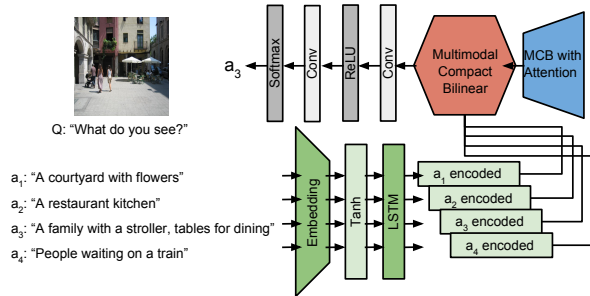 Q: “What do you see?”
a1: “A courtyard with flowers”
a2: “A restaurant kitchen”
a3: “A family with a stroller, tables for dining”
a4: “People waiting on a train”
a3
Softmax
Conv
ReLU
Conv
Multimodal
Compact
Bilinear
MCB with
Attention
Embedding
Tanh
LSTM
a1 encoded
a2 encoded
a3 encoded
a4 encoded